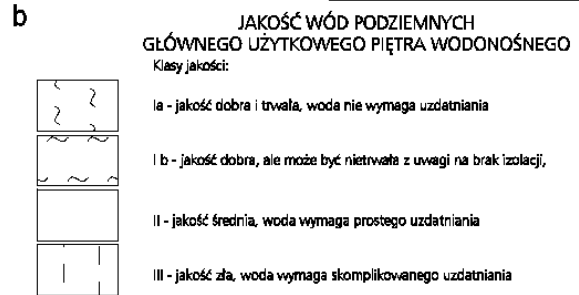 b
JAKOŚĆ WÓD PODZIEMNYCH
GŁÓWNEGO UŻYTKOWEGO PIĘTRA WODONOŚNEGO
Klasy jakości:
Ia - jakość dobra i trwała, woda nie wymaga uzdatniania
I b - jakość dobra, ale może być nietrwała z uwagi na brak izolacji,
II - jakość średnia, woda wymaga prostego uzdatniania
III - jakość zła, woda wymaga skomplikowanego uzdatniania